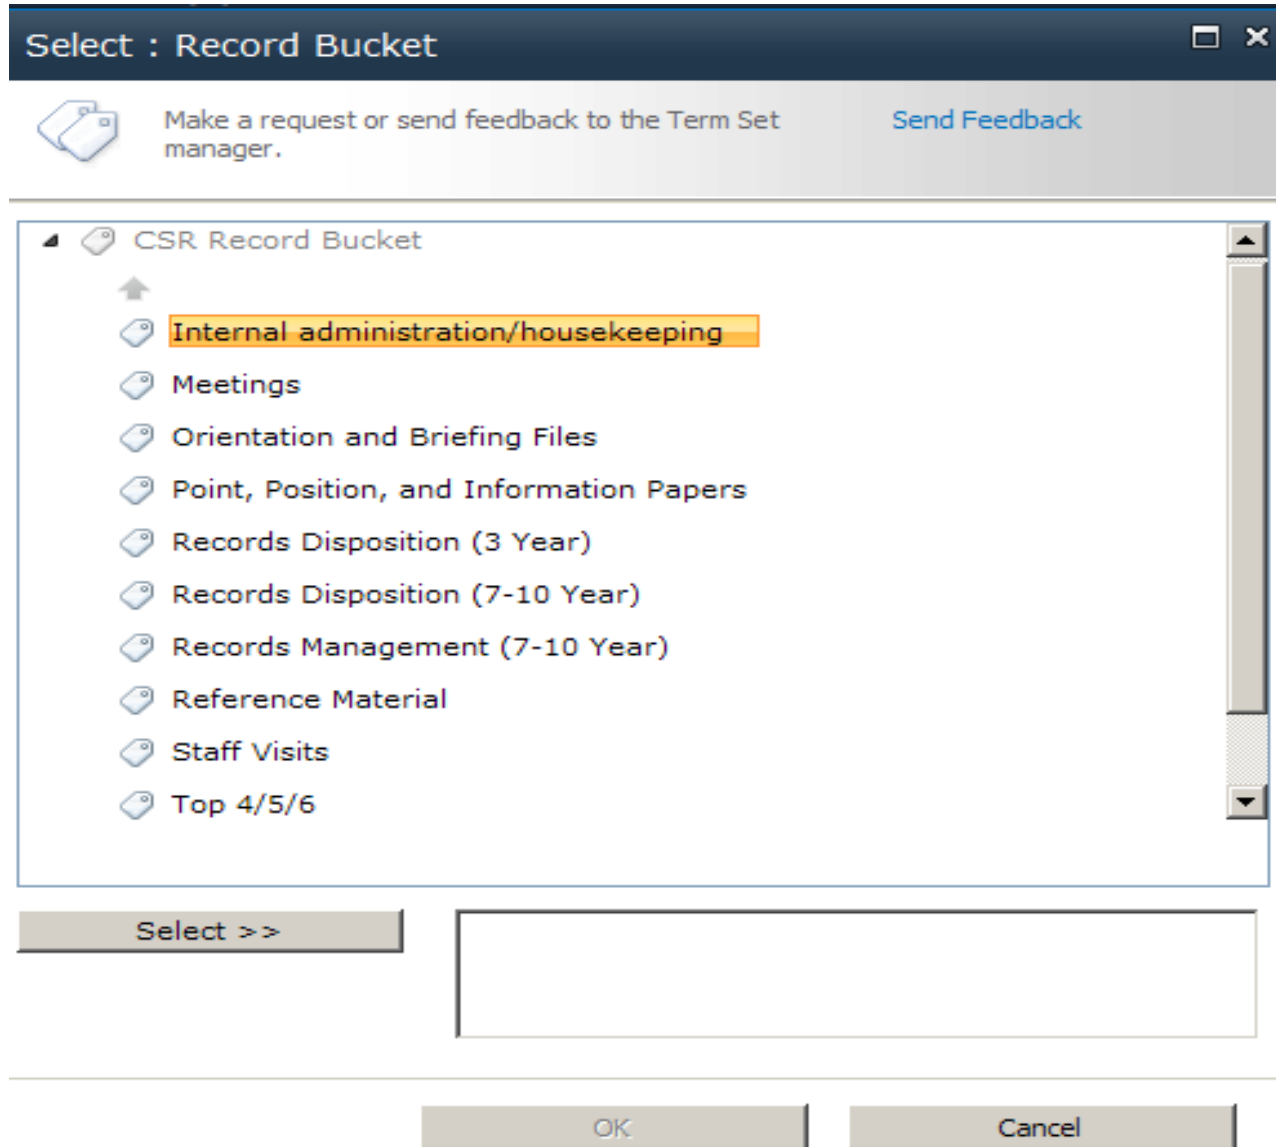 Select : Record Bucket
Make a request or send feedback to the Term Set
manager.
Send Feedback
CSR Record Bucket
Internal administration/housekeeping
Meetings
Orientation and Briefing Files
Point, Position, and Information Papers
Records Disposition (3 Year)
Records Disposition (7-10 Year)
Records Management (7-10 Year)
Reference Material
Staff Visits
Top 4/5/6
Select >>
OK
Cancel